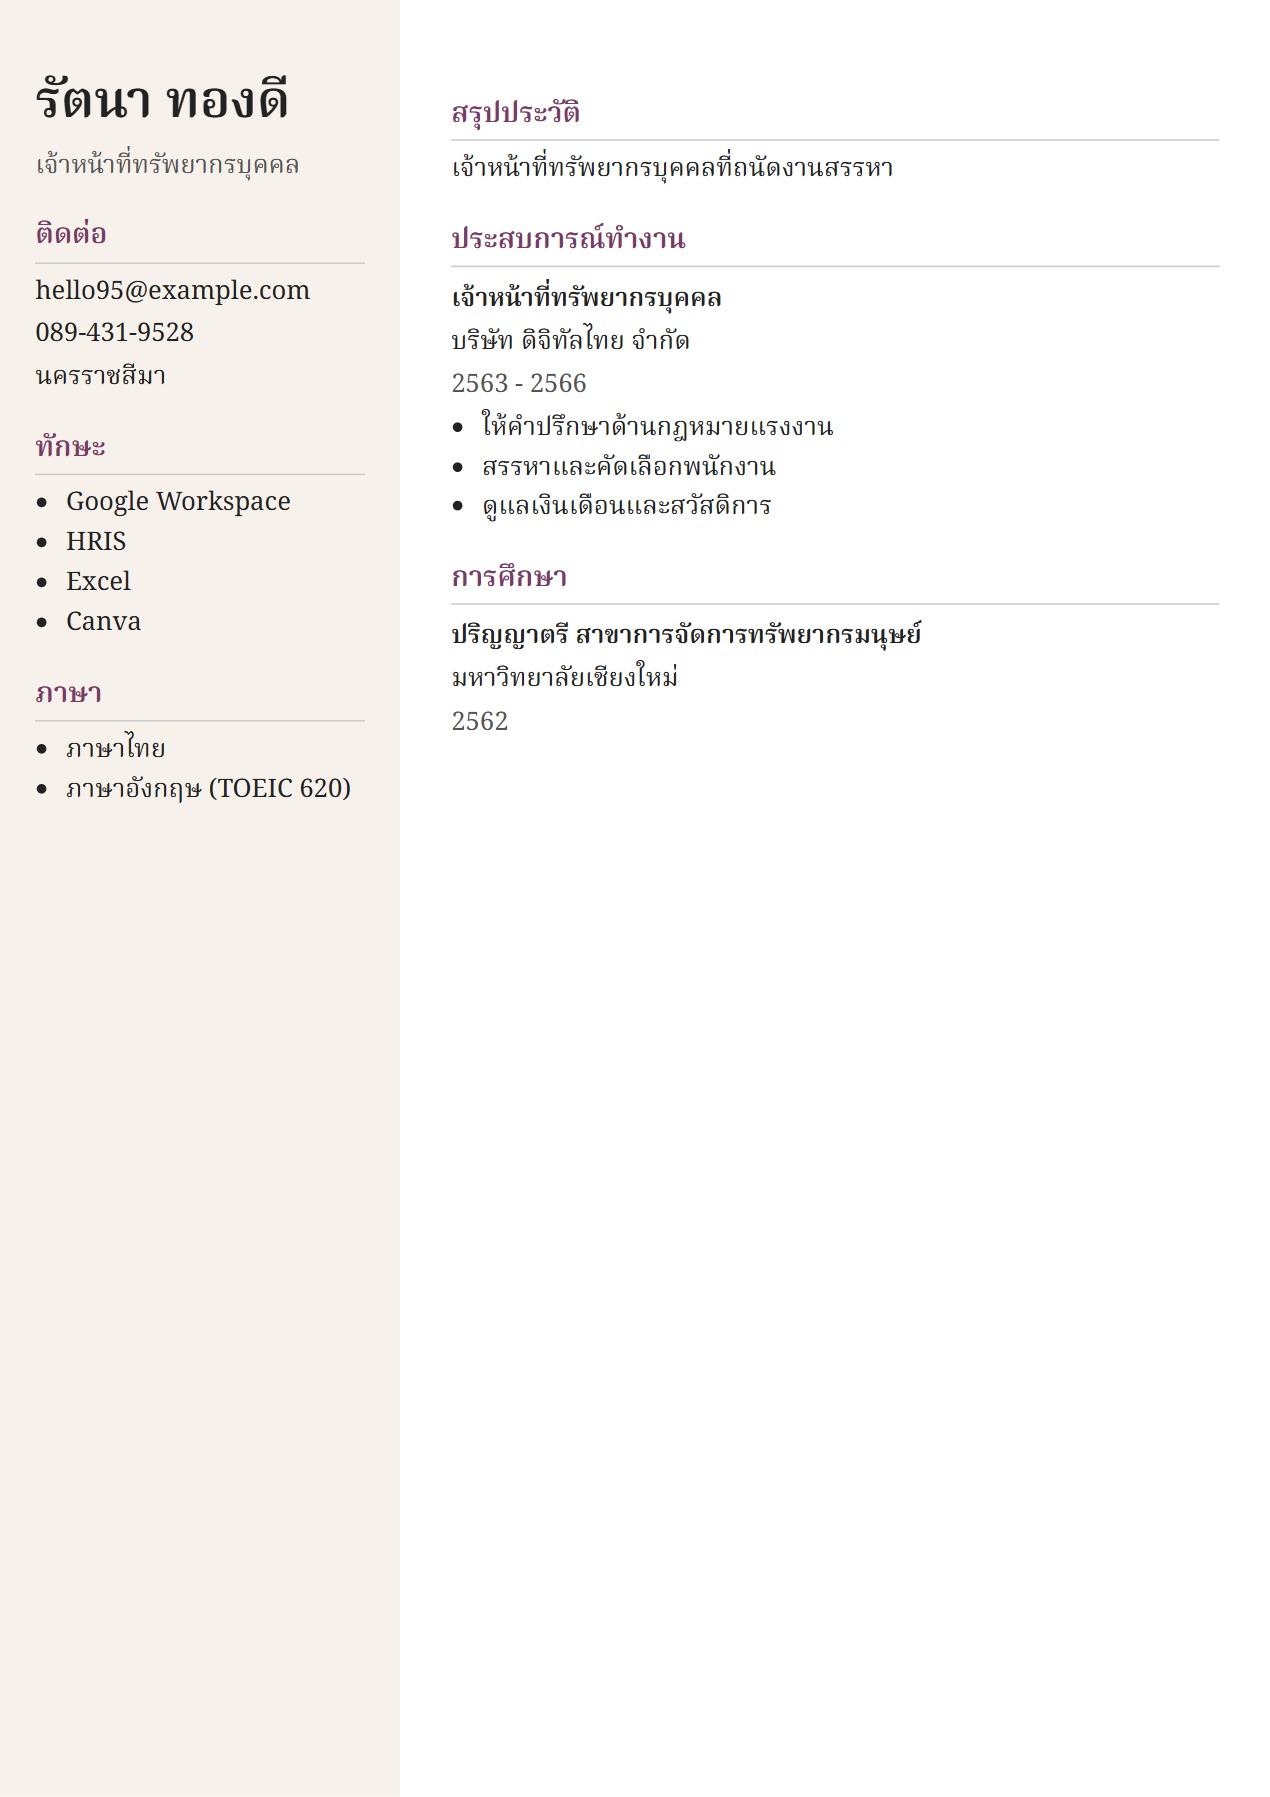 รัตนา ทองดี
เจ้าหน้าที่ทรัพยากรบุคคล
ติดต่อ
hello95@example.com
089-431-9528
นครราชสีมา
ทักษะ
• Google Workspace
• HRIS
• Excel
• Canva
ภาษา
• ภาษาไทย
• ภาษาอังกฤษ (TOEIC 620)
สรุปประวัติ
เจ้าหน้าที่ทรัพยากรบุคคลที่ถนัดงานสรรหา
ประสบการณ์ทำงาน
เจ้าหน้าที่ทรัพยากรบุคคล
บริษัท ดิจิทัลไทย จำกัด
2563 - 2566
• ให้คำปรึกษาด้านกฎหมายแรงงาน
• สรรหาและคัดเลือกพนักงาน
• ดูแลเงินเดือนและสวัสดิการ
การศึกษา
ปริญญาตรี สาขาการจัดการทรัพยากรมนุษย์
มหาวิทยาลัยเชียงใหม่
2562